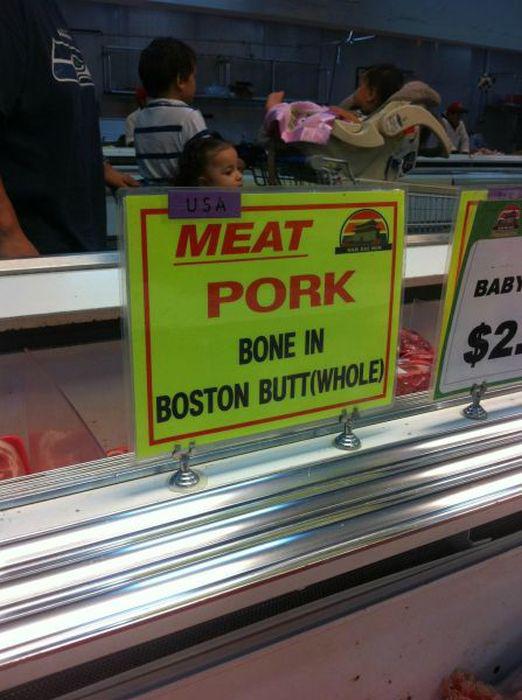 USA
MEAT
PORK
BONE IN
BOSTON BUTT(WHOLE)
BABY
$2.